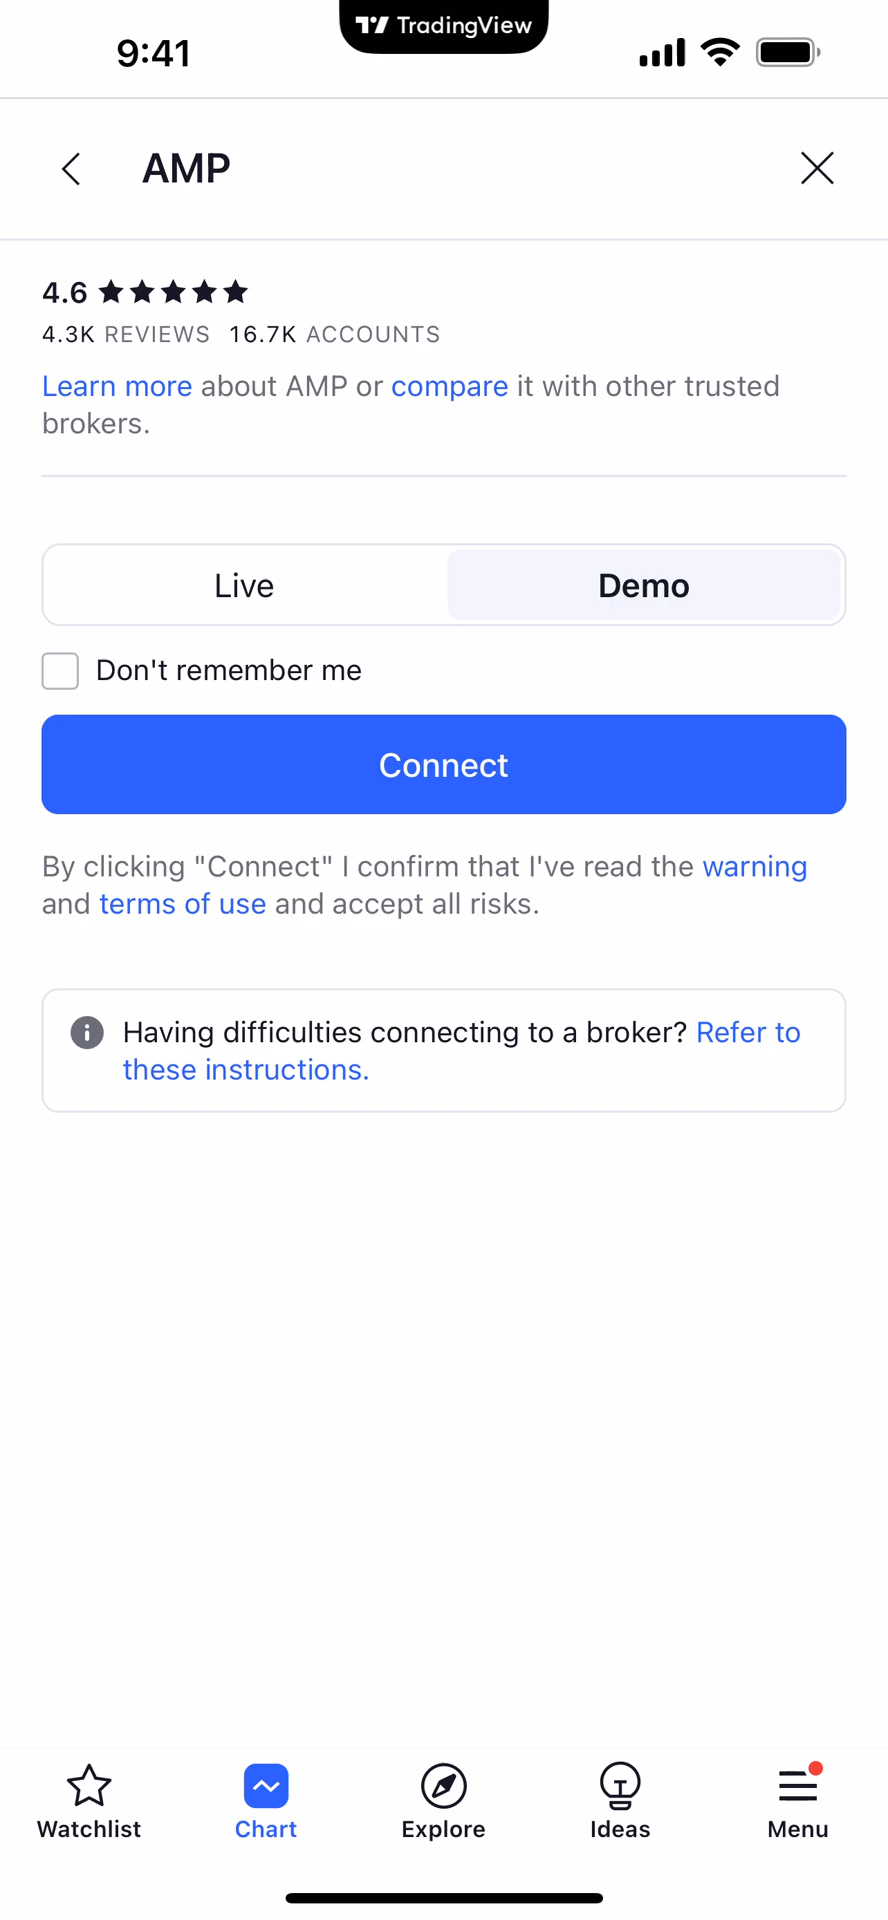 9:41
TradingView
AMP
4.6
4.3K REVIEWS 16.7K ACCOUNTS
Learn more about AMP or compare it with other trusted
brokers.
Live
Demo
Don't remember me
Connect
By clicking "Connect" I confirm that I've read the warning
and terms of use and accept all risks.
Having difficulties connecting to a broker? Refer to
these instructions.
Watchlist
Chart
Explore
Ideas
Menu